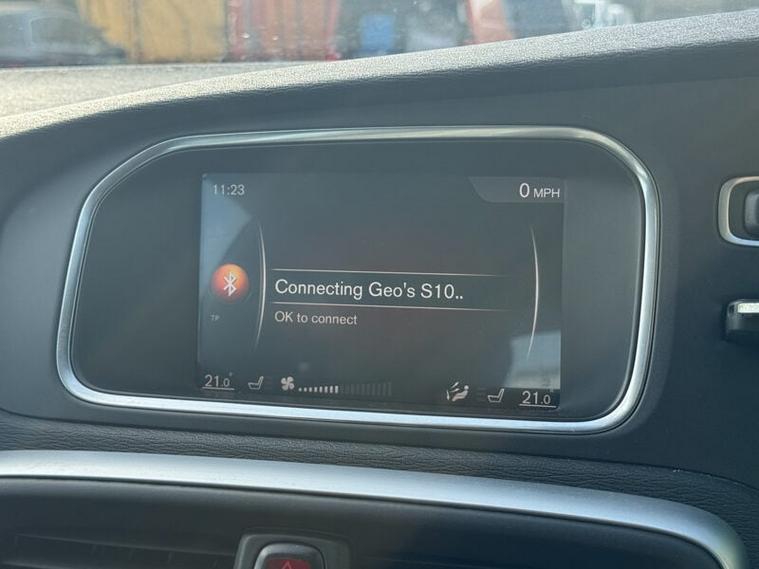 11:23
0 MPH
Connecting Geo's S10..
OK to connect
TP
21.0°
21.0°